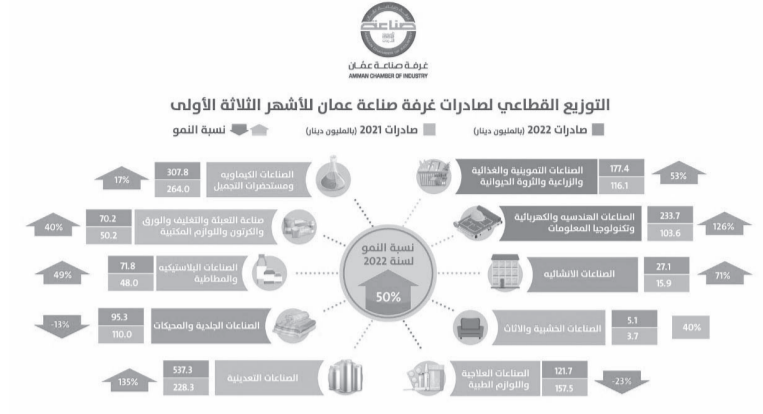 صناعة
غرفة صناعة عمّان
AMMAN CHAMBER OF INDUSTRY
التوزيع القطاعي لصادرات غرفة صناعة عمان للأشهر الثلاثة الأولى
صادرات 2022 (بالمليون دينار)
صادرات 2021 (بالمليون دينار)
نسبة النمو
الصناعات التموينية والغذائية
والزراعية والثروة الحيوانية
177.4
116.1
53%
الصناعات الهندسيه والكهربائية
وتكنولوجيا المعلومات
233.7
103.6
126%
الصناعات الانشائيه
27.1
15.9
71%
الصناعات الخشبية والاثاث
5.1
3.7
40%
الصناعات العلاجية
واللوازم الطبية
121.7
157.5
-23%
نسبة النمو
لسنة 2022
50%
الصناعات الكيماويه
ومستحضرات التجميل
307.8
264.0
17%
صناعة التعبئة والتغليف والورق
والكرتون واللوازم المكتبية
70.2
50.2
40%
الصناعات البلاستيكيه
والمطاطية
71.8
48.0
49%
الصناعات الجلدية والمحيكات
95.3
110.0
-13%
الصناعات التعدينية
537.3
228.3
135%